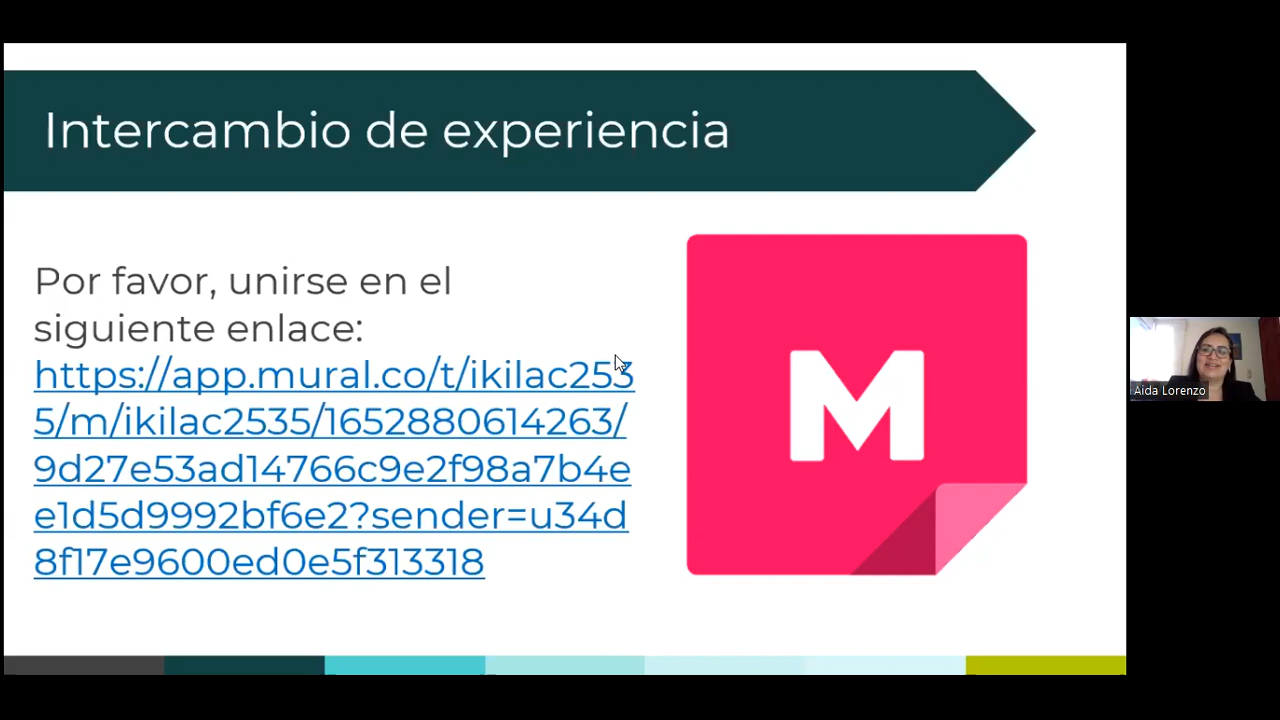 Intercambio de experiencia
Por favor, unirse en el
siguiente enlace:
https://app.mural.co/t/ikilac253
5/m/ikilac2535/1652880614263/
9d27e53ad14766c9e2f98a7b4e
e1d5d9992bf6e2?sender=u34d
8f17e9600ed0e5f313318
M
Aida Lorenzo